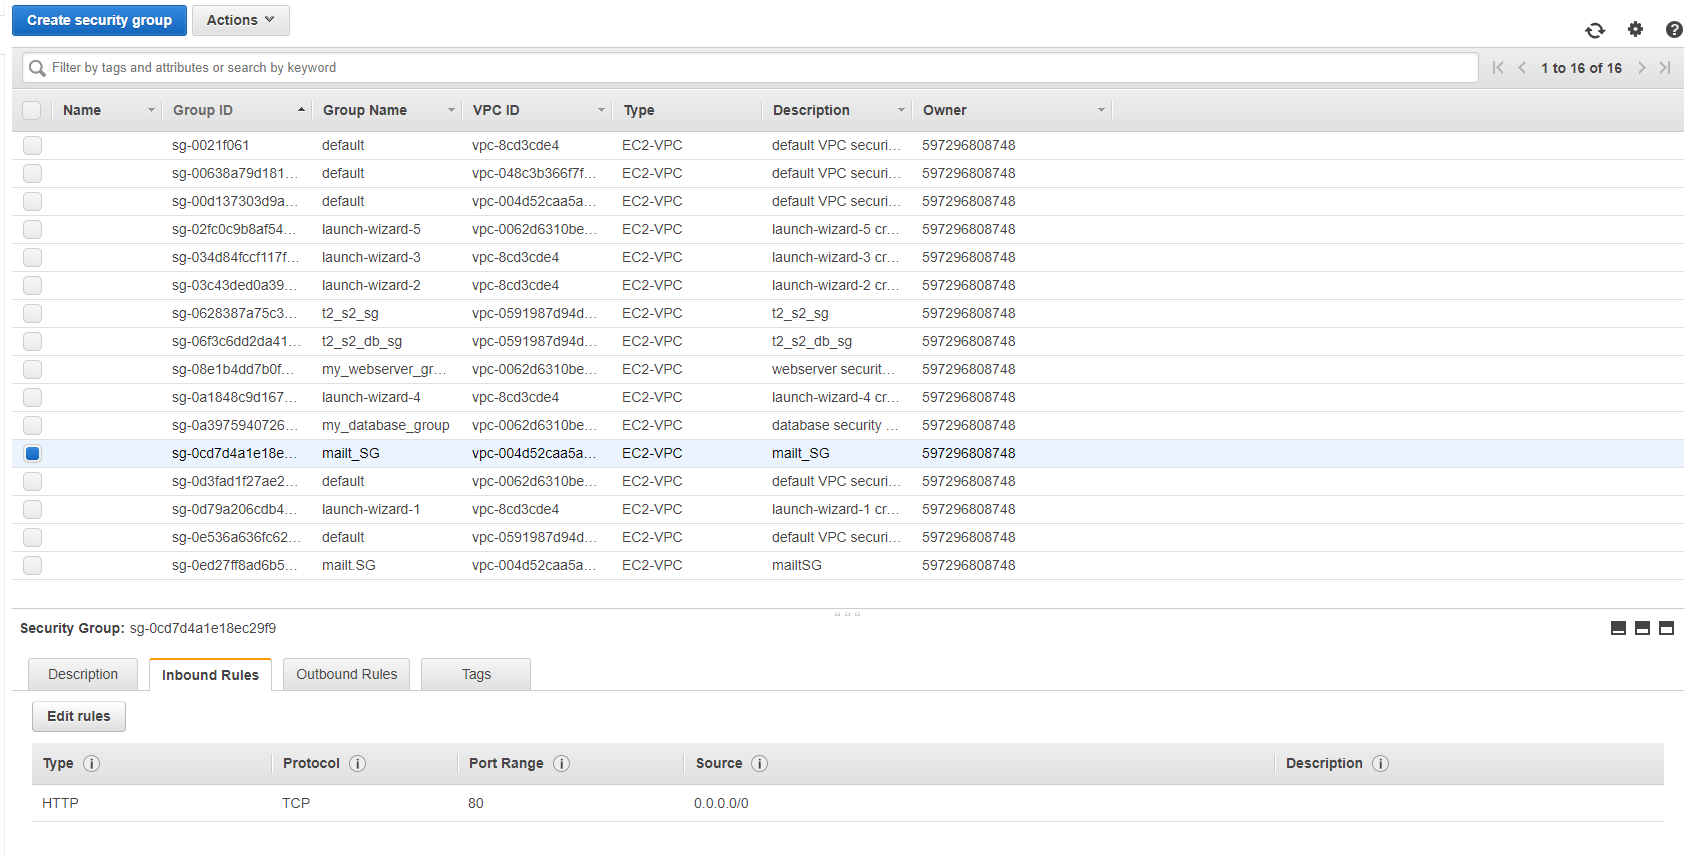 Create security group Actions
Filter by tags and attributes or search by keyword 1 to 16 of 16
Name Group ID Group Name VPC ID Type Description Owner
sg-0021f061 default vpc-8cd3cde4 EC2-VPC default VPC securi... 597296808748
sg-00638a79d181... default vpc-048c3b366f7f... EC2-VPC default VPC securi... 597296808748
sg-00d137303d9a... default vpc-004d52caa5a... EC2-VPC default VPC securi... 597296808748
sg-02fc0c9b8af54... launch-wizard-5 vpc-0062d6310be... EC2-VPC launch-wizard-5 cr... 597296808748
sg-034d84fccf117f... launch-wizard-3 vpc-8cd3cde4 EC2-VPC launch-wizard-3 cr... 597296808748
sg-03c43ded0a39... launch-wizard-2 vpc-8cd3cde4 EC2-VPC launch-wizard-2 cr... 597296808748
sg-0628387a75c3... t2_s2_sg vpc-0591987d94d... EC2-VPC t2_s2_sg 597296808748
sg-06f3c6dd2da41... t2_s2_db_sg vpc-0591987d94d... EC2-VPC t2_s2_db_sg 597296808748
sg-08e1b4dd7b0f... my_webserver_gr... vpc-0062d6310be... EC2-VPC webserver securit... 597296808748
sg-0a1848c9d167... launch-wizard-4 vpc-8cd3cde4 EC2-VPC launch-wizard-4 cr... 597296808748
sg-0a3975940726... my_database_group vpc-0062d6310be... EC2-VPC database security ... 597296808748
sg-0cd7d4a1e18e... mailt_SG vpc-004d52caa5a... EC2-VPC mailt_SG 597296808748
sg-0d3fad1f27ae2... default vpc-0062d6310be... EC2-VPC default VPC securi... 597296808748
sg-0d79a206cdb4... launch-wizard-1 vpc-8cd3cde4 EC2-VPC launch-wizard-1 cr... 597296808748
sg-0e536a636fc62... default vpc-0591987d94d... EC2-VPC default VPC securi... 597296808748
sg-0ed27ff8ad6b5... mailt.SG vpc-004d52caa5a... EC2-VPC mailtSG 597296808748
Security Group: sg-0cd7d4a1e18ec29f9
Description Inbound Rules Outbound Rules Tags
Edit rules
Type Protocol Port Range Source Description
HTTP TCP 80 0.0.0.0/0